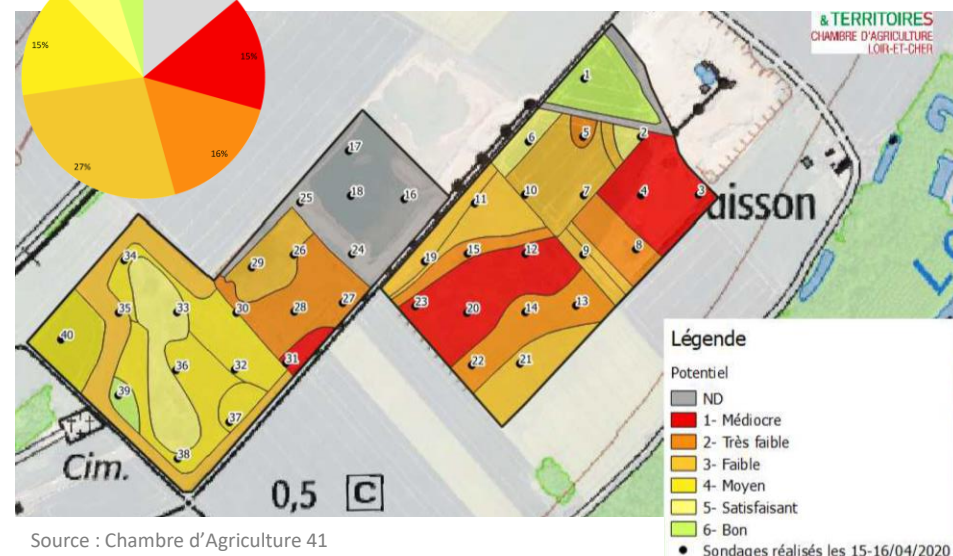 & TERRITOIRES
CHAMBRE D'AGRICULTURE
LOIR-ET-CHER
15%
15%
16%
27%
1
2
3
4
5
6
7
8
9
10
11
12
13
14
15
16
17
18
19
20
21
22
23
24
25
26
27
28
29
30
31
32
33
34
35
36
37
38
39
40
Cim.
0,5 C
Légende
Potentiel
ND
1- Médiocre
2- Très faible
3- Faible
4- Moyen
5- Satisfaisant
6- Bon
Sondages réalisés les 15-16/04/2020
Source : Chambre d'Agriculture 41